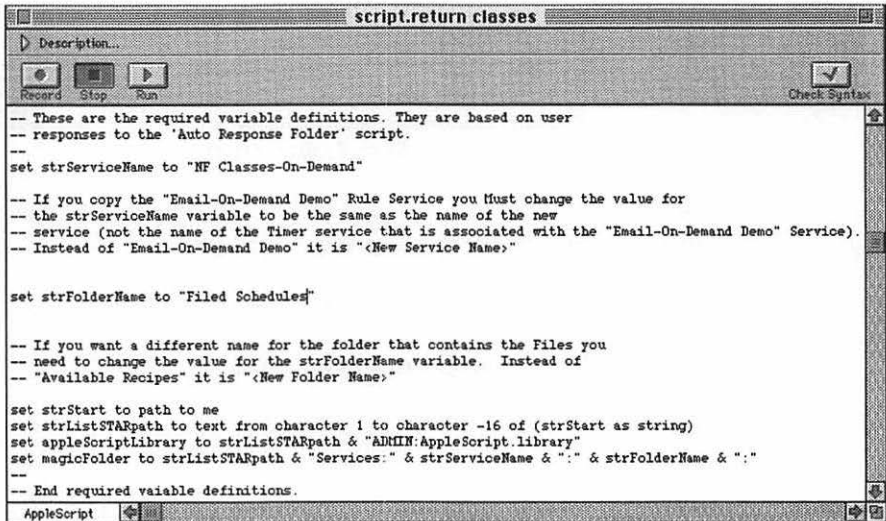 script.return classes
Description...
Record Stop Run Check Syntax
-- These are the required variable definitions. They are based on user
-- responses to the 'Auto Response Folder' script.
--
set strServiceName to "NF Classes-On-Demand"
-- If you copy the "Email-On-Demand Demo" Rule Service you Must change the value for
-- the strServiceName variable to be the same as the name of the new
-- service (not the name of the Timer service that is associated with the "Email-On-Demand Demo" Service).
-- Instead of "Email-On-Demand Demo" it is "<New Service Name>"
set strFolderName to "Filed Schedules"
-- If you want a different name for the folder that contains the Files you
-- need to change the value for the strFolderName variable.  Instead of
-- "Available Recipes" it is "<New Folder Name>"
set strStart to path to me
set strListSTARpath to text from character 1 to character -16 of (strStart as string)
set appleScriptLibrary to strListSTARpath & "ADMIN:AppleScript.library"
set magicFolder to strListSTARpath & "Services:" & strServiceName & ":" & strFolderName & ":"
--
-- End required vaiable definitions.
AppleScript